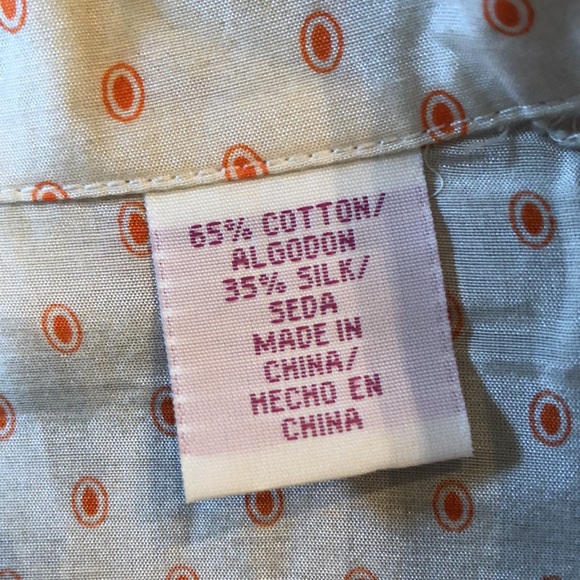 65% COTTON/
ALGODON
35% SILK/
SEDA
MADE IN
CHINA/
HECHO EN
CHINA